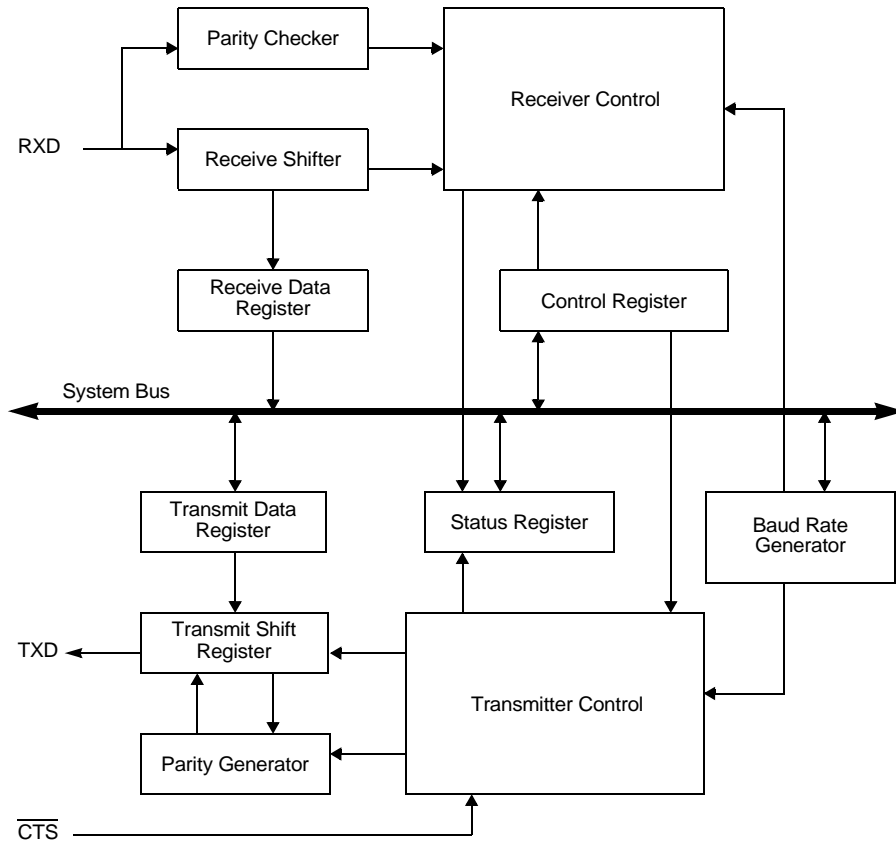 Parity Checker
Receiver Control
RXD
Receive Shifter
Receive Data
Register
Control Register
System Bus
Transmit Data
Register
Status Register
Baud Rate
Generator
TXD
Transmit Shift
Register
Transmitter Control
Parity Generator
C̅T̅S̅